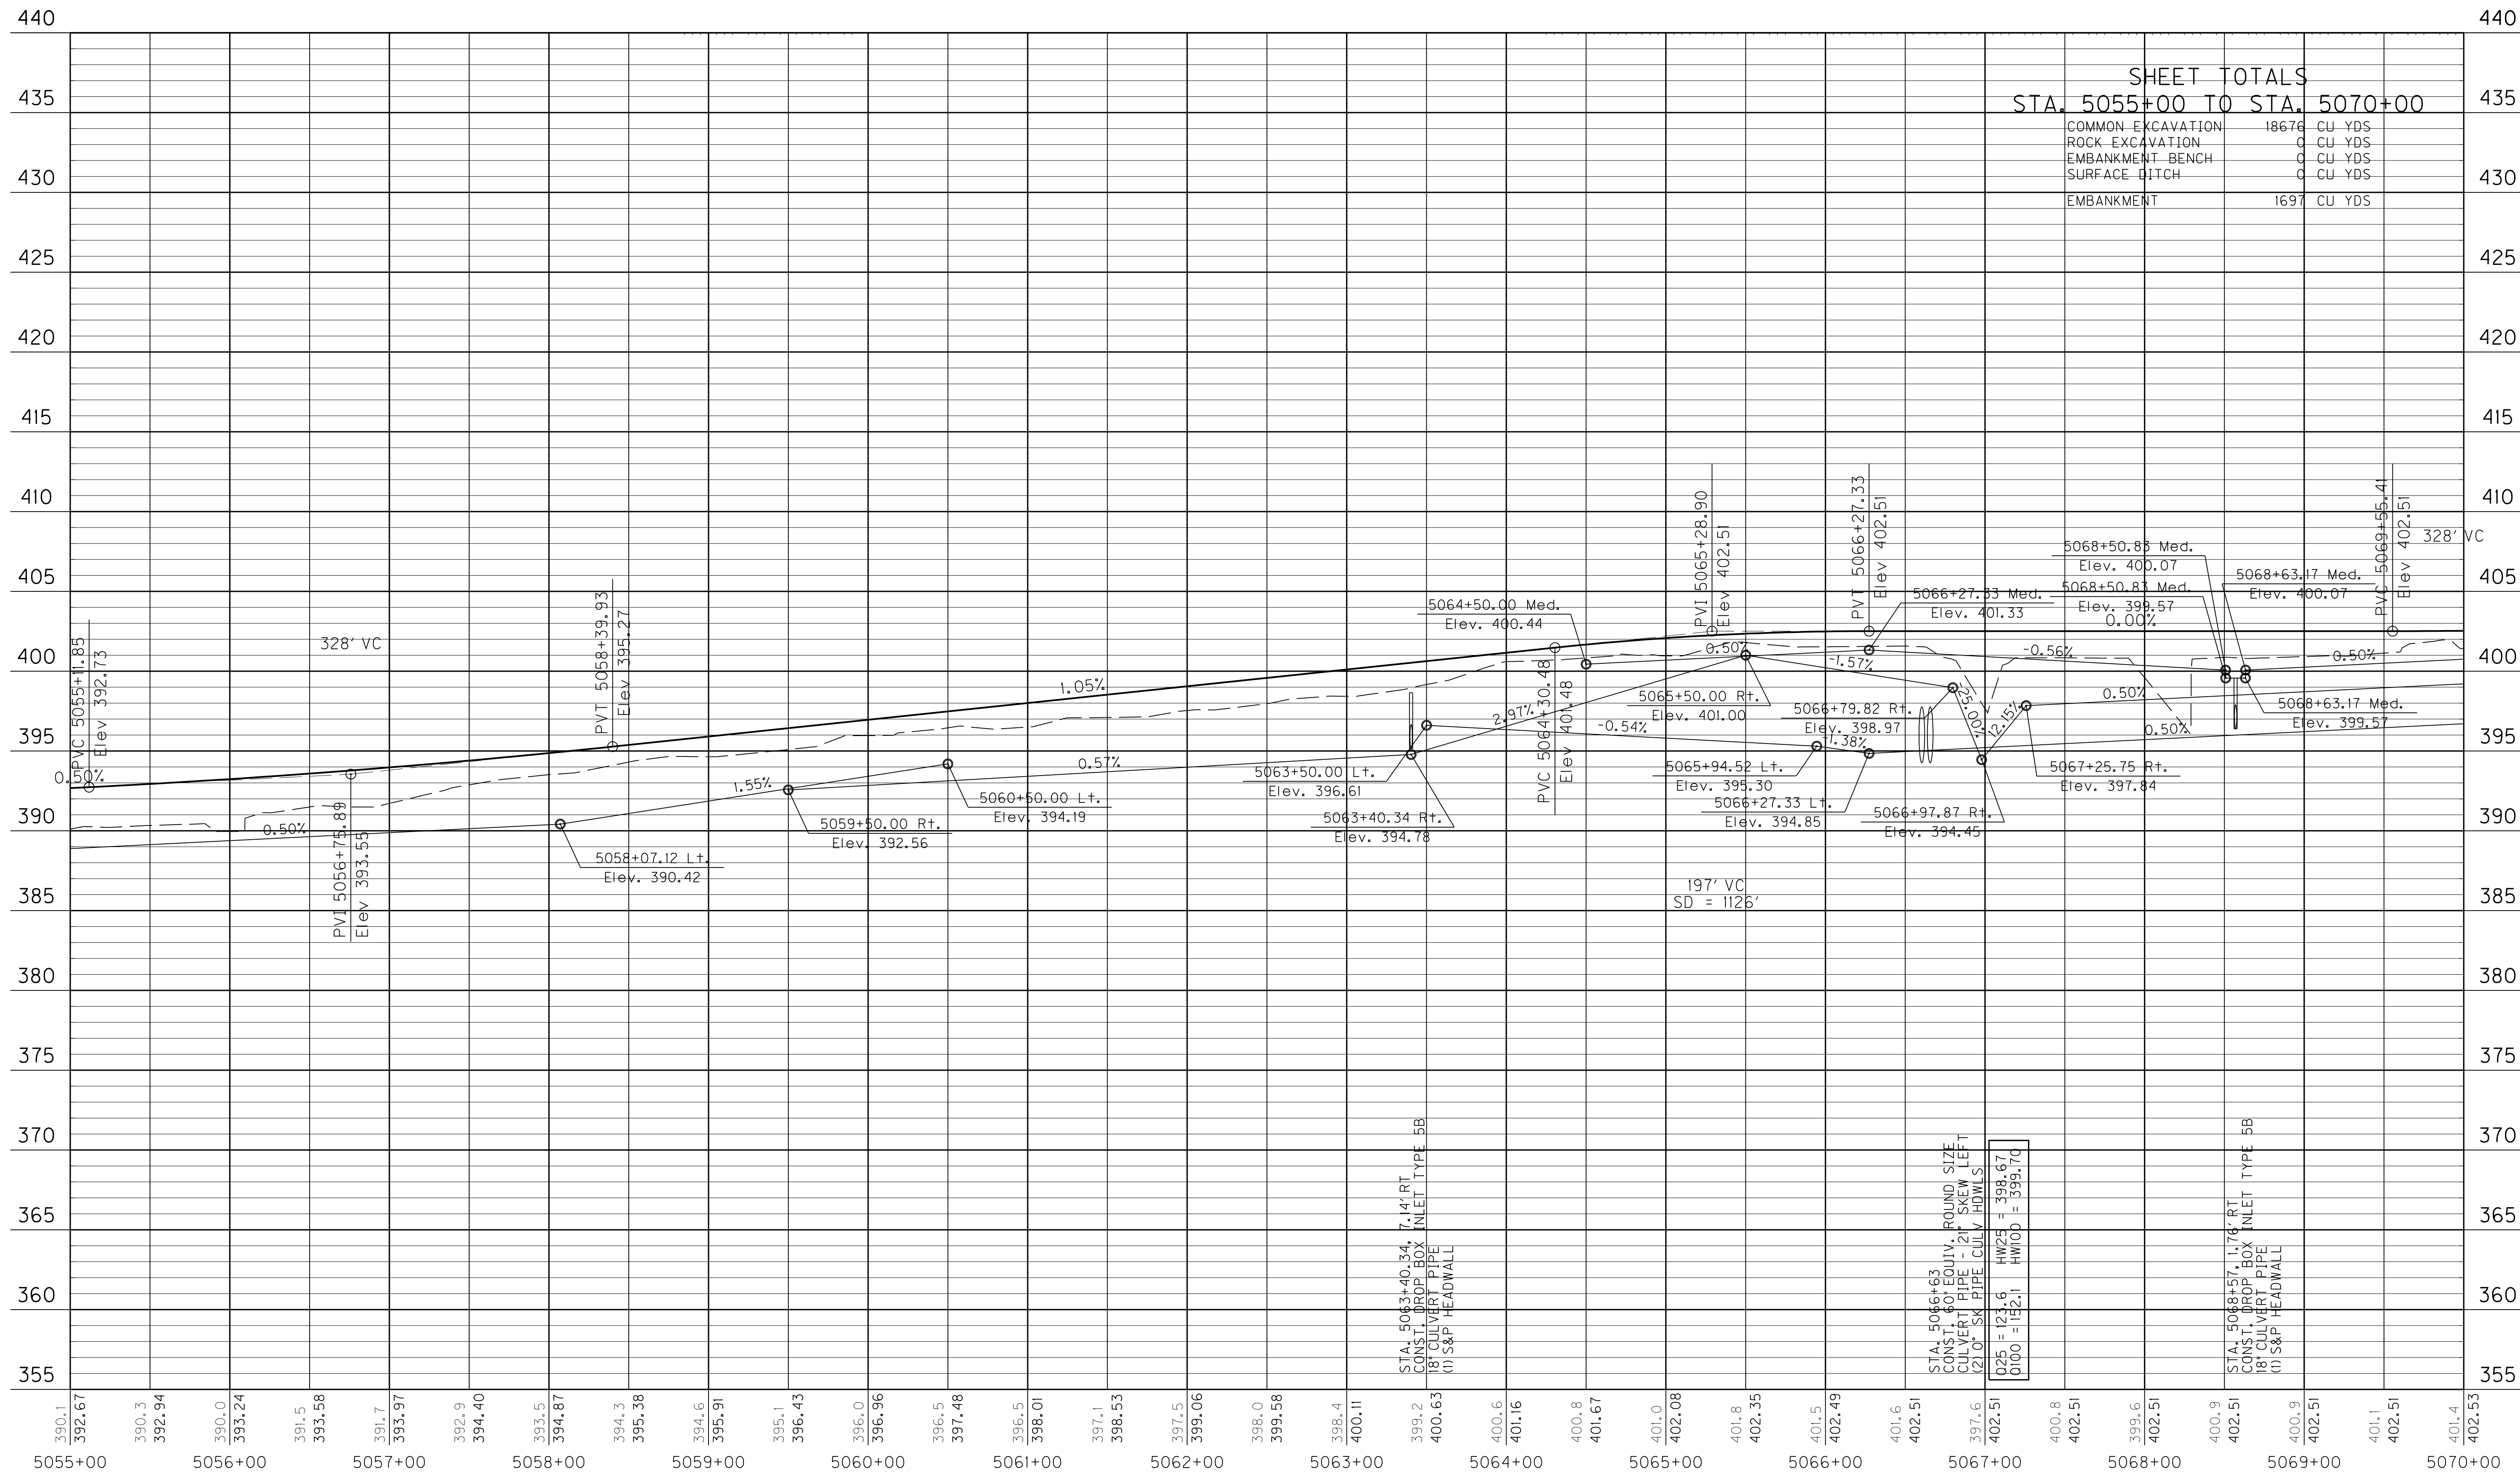 440 440
SHEET TOTALS
435 435
STA. 5055+00 TO STA. 5070+00
COMMON EXCAVATION 18676 CU YDS
ROCK EXCAVATION 0 CU YDS
EMBANKMENT BENCH 0 CU YDS
SURFACE DITCH 0 CU YDS
EMBANKMENT 1697 CU YDS
430 430
425 425
420 420
415 415
410 410
405 405
400 400
395 395
390 390
385 385
380 380
375 375
370 370
365 365
360 360
355 355
PVC 5055+11.85
Elev 392.73
0.50%
328' VC
PVI 5056+75.89
Elev 393.55
0.50%
PVT 5058+39.93
Elev 395.27
5058+07.12 Lt.
Elev. 390.42
1.55%
5059+50.00 Rt.
Elev. 392.56
5060+50.00 Lt.
Elev. 394.19
1.05%
0.57%
5063+50.00 Lt.
Elev. 396.61
5063+40.34 Rt.
Elev. 394.78
2.97%
PVC 5064+30.48
Elev 401.48
5064+50.00 Med.
Elev. 400.44
-0.54%
0.50%
PVI 5065+28.90
Elev 402.51
5065+50.00 Rt.
Elev. 401.00
5065+94.52 Lt.
Elev. 395.30
5066+27.33 Lt.
Elev. 394.85
-1.38%
-1.57%
197' VC
SD = 1126'
PVT 5066+27.33
Elev 402.51
5066+27.33 Med.
Elev. 401.33
5066+79.82 Rt.
Elev. 398.97
5066+97.87 Rt.
Elev. 394.45
-25.00%
12.15%
5067+25.75 Rt.
Elev. 397.84
-0.56%
0.50%
0.50%
5068+50.83 Med.
Elev. 400.07
5068+50.83 Med.
Elev. 399.57
0.00%
5068+63.17 Med.
Elev. 400.07
5068+63.17 Med.
Elev. 399.57
0.50%
PVC 5069+55.41
Elev 402.51
328' VC
STA. 5063+40.34, 7.14' RT
CONST. DROP BOX INLET TYPE 5B
18" CULVERT PIPE
(1) S&P HEADWALL
STA. 5066+63
CONST. 60" EQUIV. ROUND SIZE
CULVERT PIPE - 21° SKEW LEFT
(2) 0° SK PIPE CULV HDWLS
Q25 = 123.6 HW25 = 398.67
Q100 = 152.1 HW100 = 399.70
STA. 5068+57, 1.76' RT
CONST. DROP BOX INLET TYPE 5B
18" CULVERT PIPE
(1) S&P HEADWALL
390.1 392.67
390.3 392.94
390.0 393.24
391.5 393.58
391.7 393.97
392.9 394.40
393.5 394.87
394.3 395.38
394.6 395.91
395.1 396.43
396.0 396.96
396.5 397.48
396.5 398.01
397.1 398.53
397.5 399.06
398.0 399.58
398.4 400.11
399.2 400.63
400.6 401.16
400.8 401.67
401.0 402.08
401.8 402.35
401.5 402.49
401.6 402.51
397.6 402.51
400.8 402.51
399.6 402.51
400.9 402.51
400.9 402.51
401.1 402.51
401.4 402.53
5055+00 5056+00 5057+00 5058+00 5059+00 5060+00 5061+00 5062+00 5063+00 5064+00 5065+00 5066+00 5067+00 5068+00 5069+00 5070+00